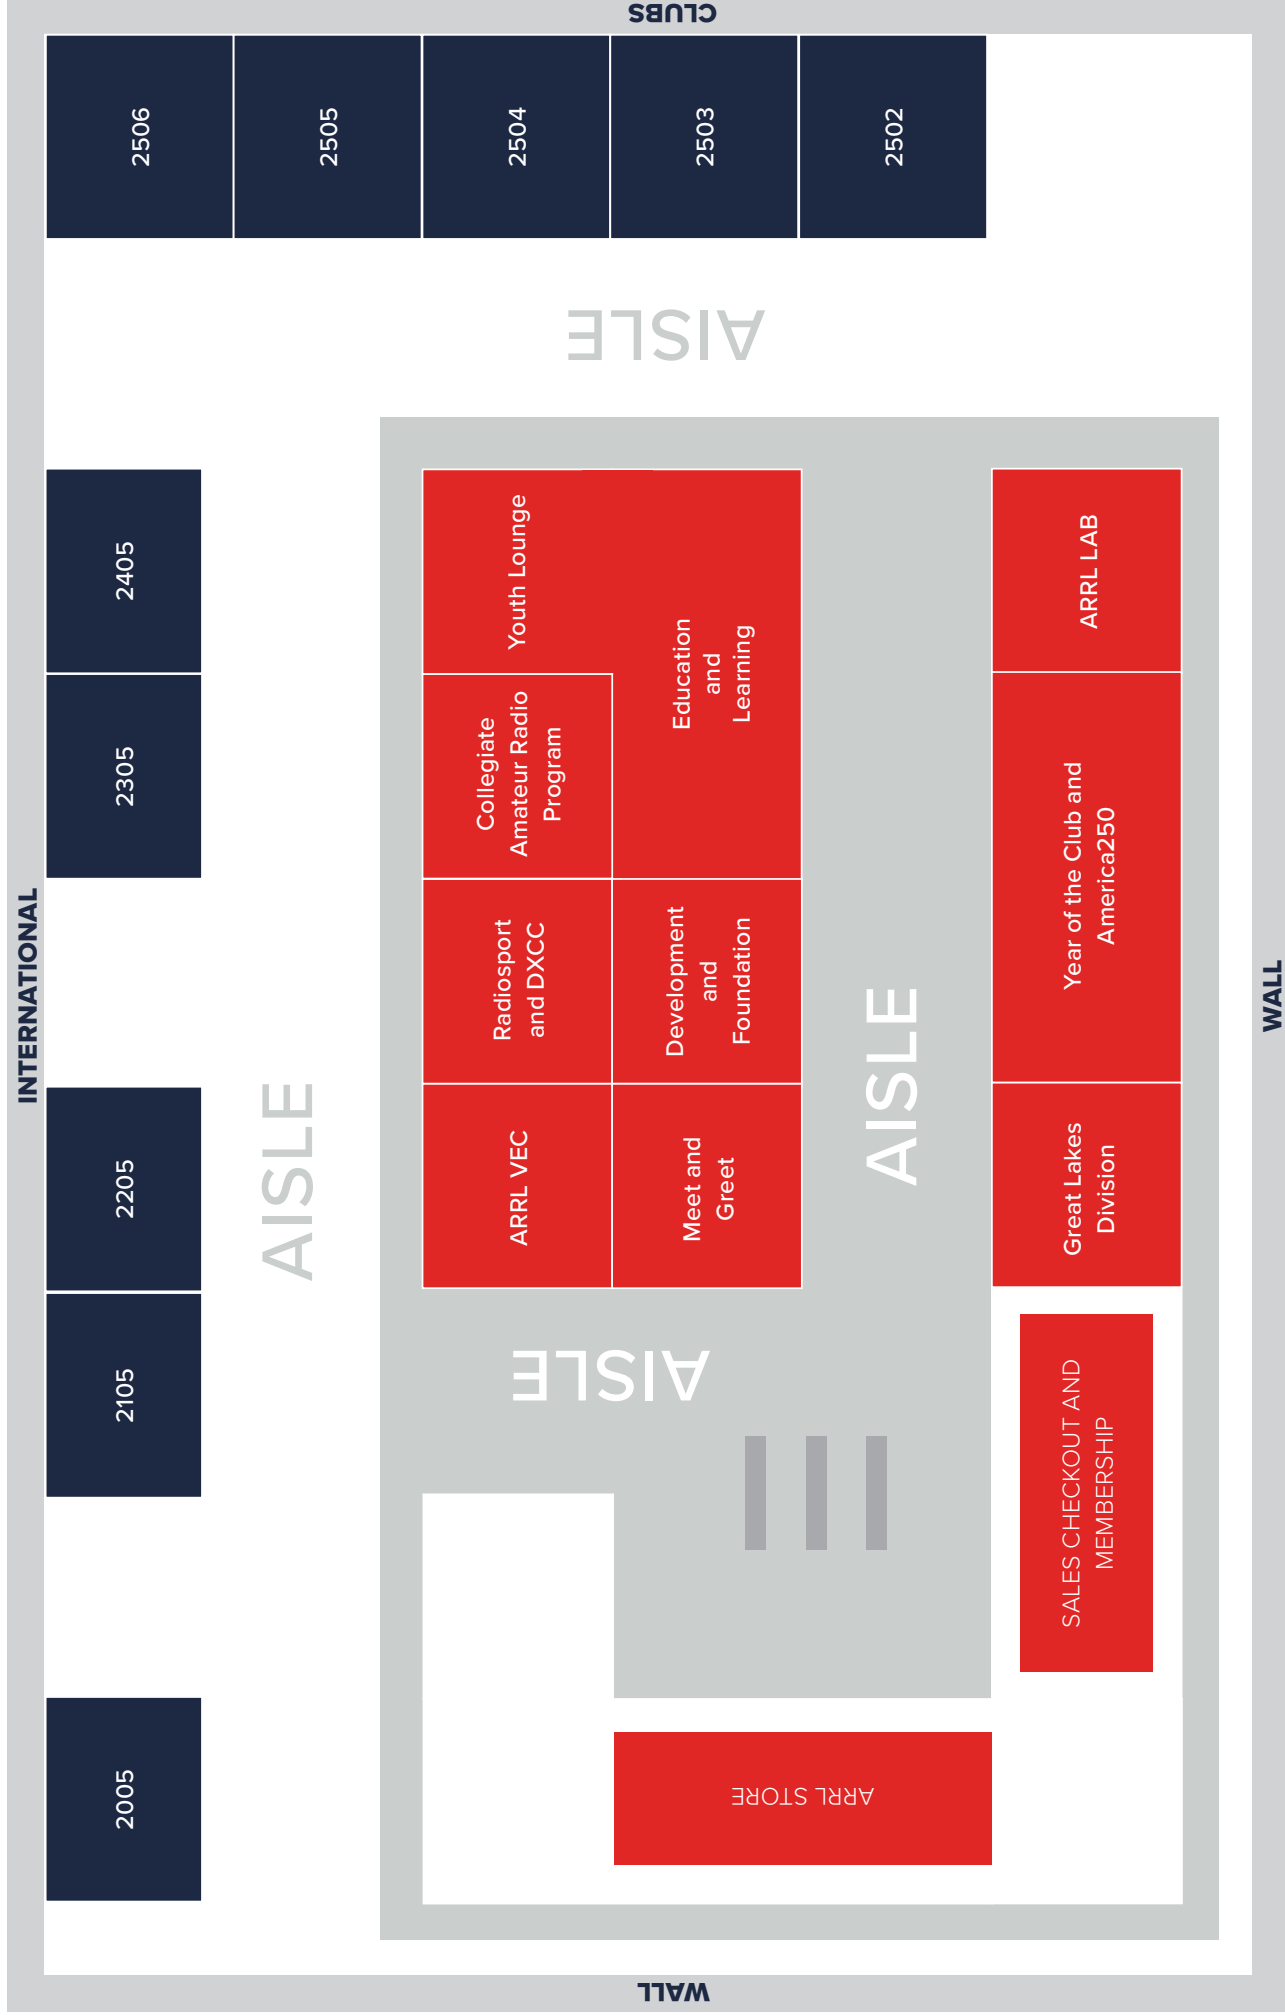 CLUBS
2506
2505
2504
2503
2502
AISLE
INTERNATIONAL
2405
2305
2205
2105
2005
AISLE
Youth Lounge
Collegiate
Amateur Radio
Program
Education
and
Learning
Radiosport
and DXCC
Development
and
Foundation
ARRL VEC
Meet and
Greet
AISLE
AISLE
ARRL LAB
Year of the Club and
America250
Great Lakes
Division
SALES CHECKOUT AND
MEMBERSHIP
ARRL STORE
WALL
WALL